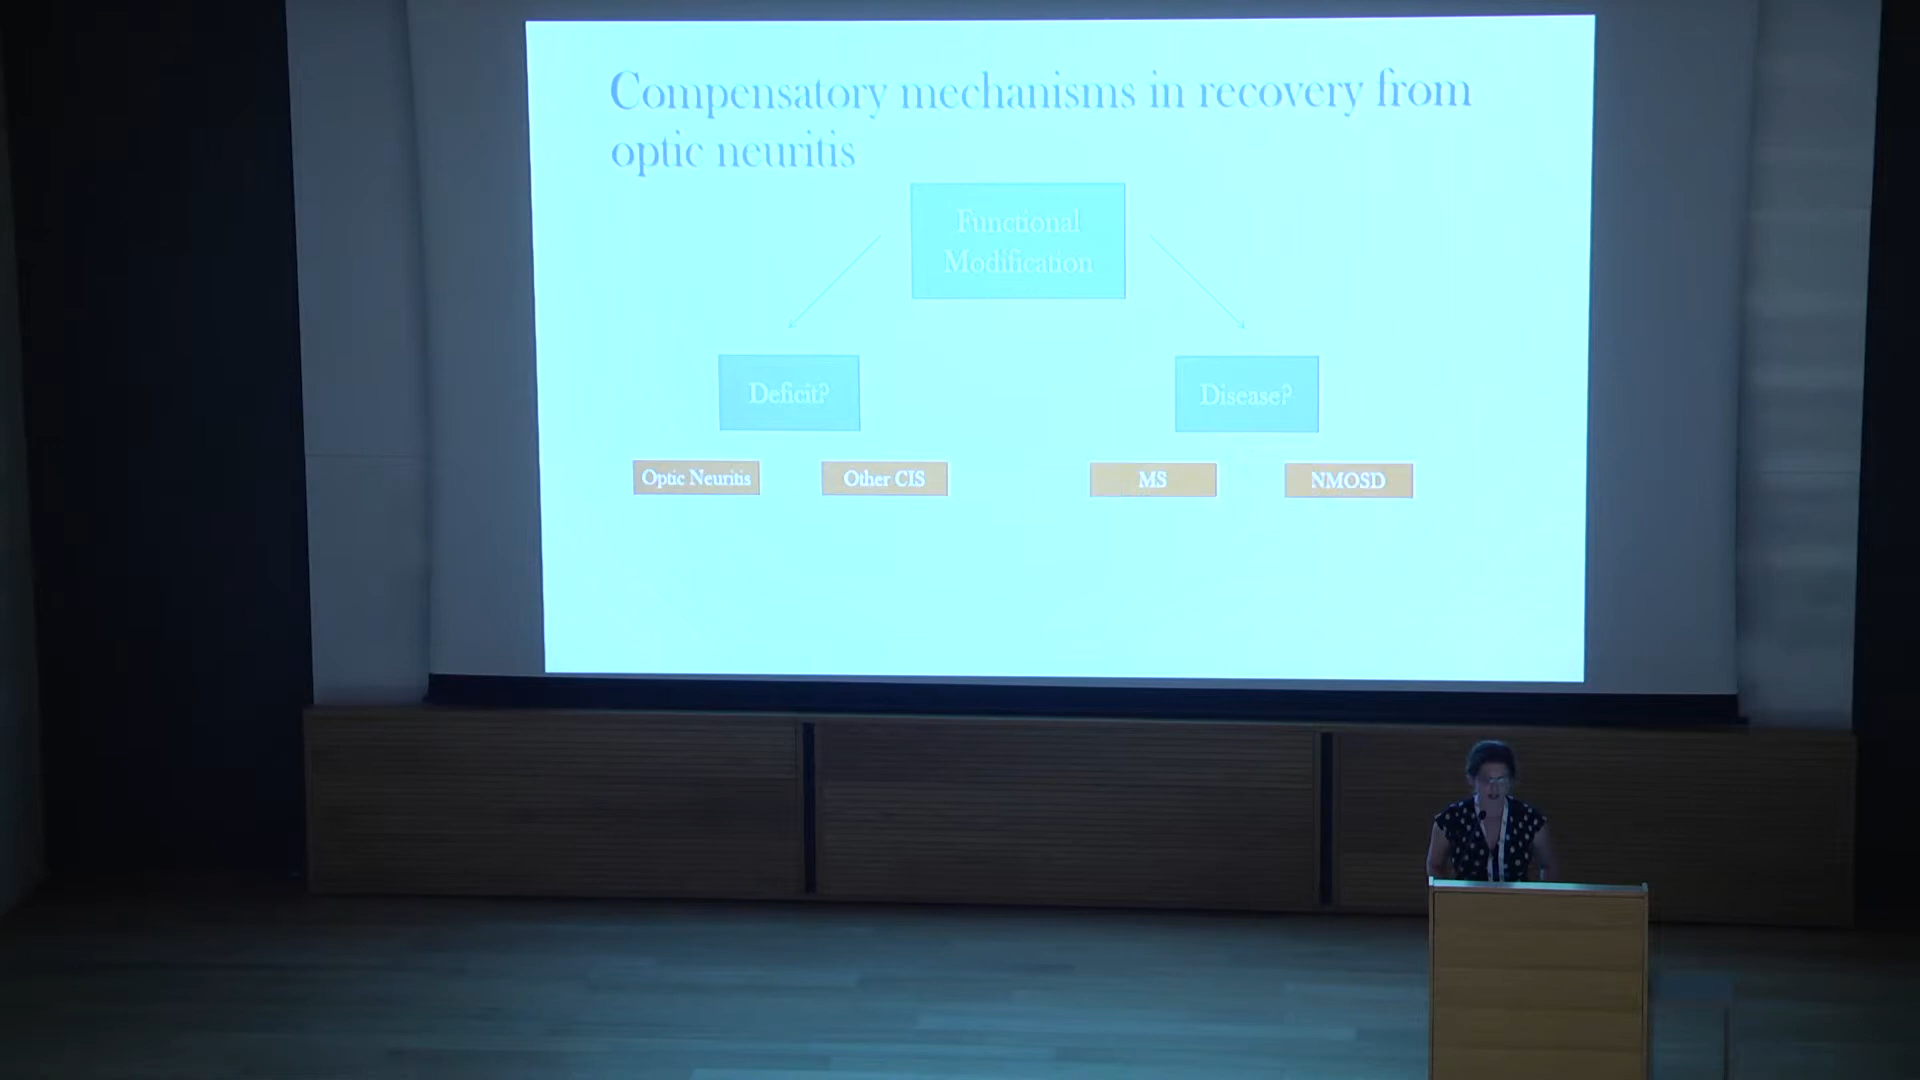 Compensatory mechanisms in recovery from
optic neuritis
Functional
Modification
Deficit?
Disease?
Optic Neuritis
Other CIS
MS
NMOSD